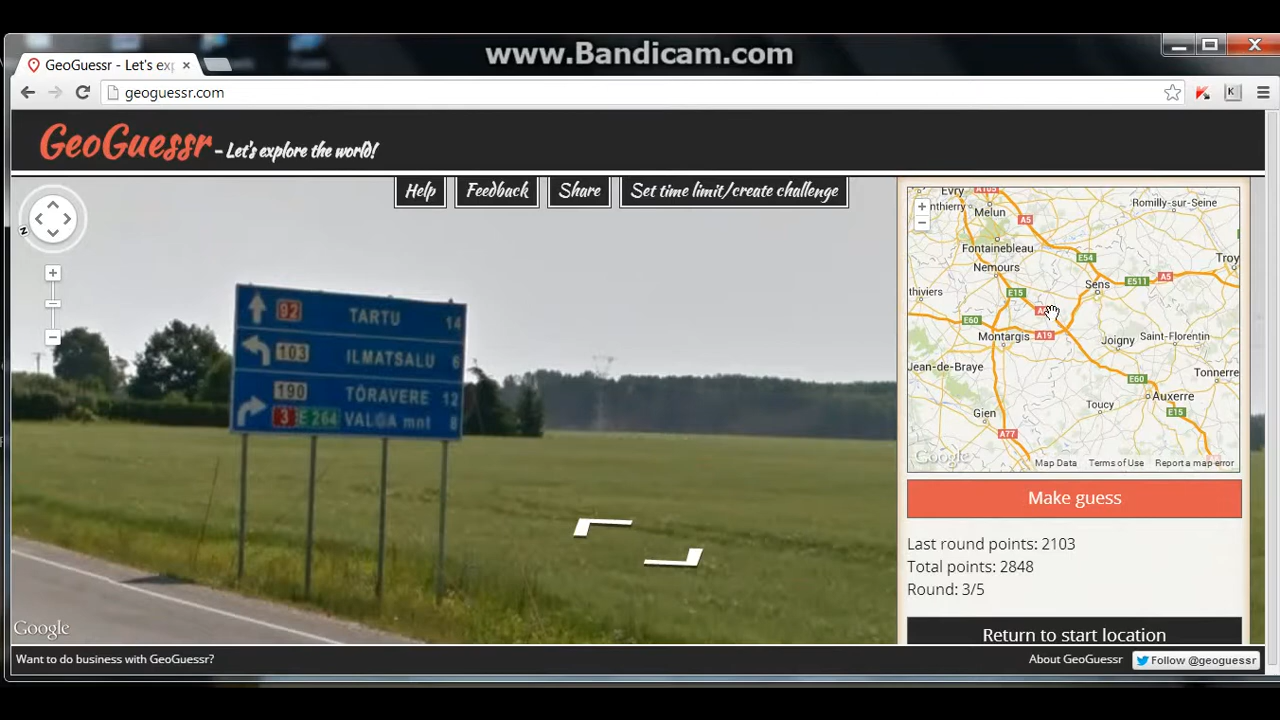 www.Bandicam.com
GeoGuessr - Let's exp
geoguessr.com
K
GeoGuessr - Let's explore the world!
Help
Feedback
Share
Set time limit/create challenge
N
92 TARTU 14
103 ILMATSALU 6
190 TÕRAVERE 12
3 E 264 VALGA mnt 8
Google
Evry
nthierry
Melun
A5
Romilly-sur-Seine
Fontainebleau
E54
Troy
Nemours
Sens
E511
A5
thiviers
E15
E60
Montargis
A19
Joigny
Saint-Florentin
Jean-de-Braye
E60
Tonnerre
Toucy
Auxerre
E15
Gien
A77
Google
Map Data
Terms of Use
Report a map error
Make guess
Last round points: 2103
Total points: 2848
Round: 3/5
Return to start location
Want to do business with GeoGuessr?
About GeoGuessr
Follow @geoguessr